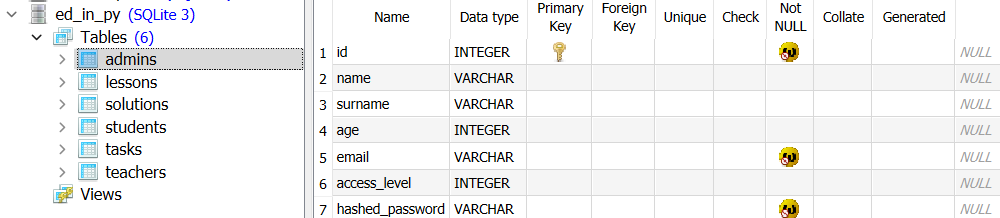 ed_in_py (SQLite 3)
Tables (6)
admins
lessons
solutions
students
tasks
teachers
Views
Name Data type Primary Key Foreign Key Unique Check Not NULL Collate Generated
1 id INTEGER NULL
2 name VARCHAR NULL
3 surname VARCHAR NULL
4 age INTEGER NULL
5 email VARCHAR NULL
6 access_level INTEGER NULL
7 hashed_password VARCHAR NULL